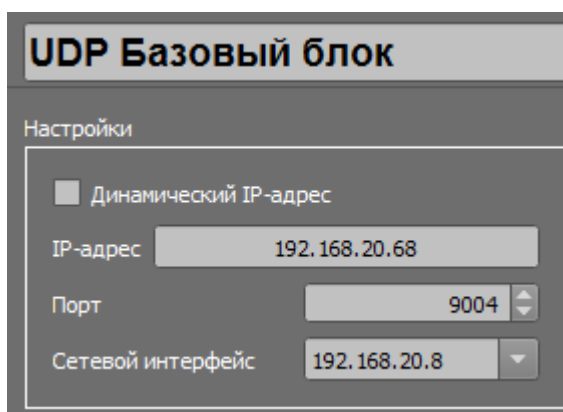 UDP Базовый блок
Настройки
Динамический IP-адрес
IP-адрес 192.168.20.68
Порт 9004
Сетевой интерфейс 192.168.20.8